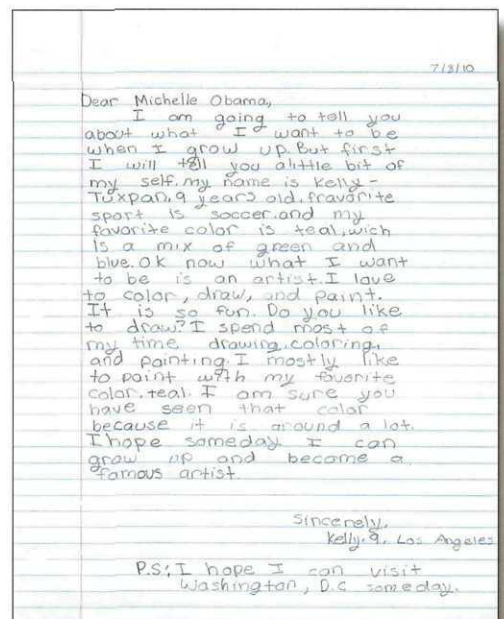 7/3/10
Dear Michelle Obama,
I am going to tell you
about what I want to be
when I grow up. But first
I will tell you alittle bit of
my self. my name is Kelly -
Tuxpan, 9 years old. fravorite
sport is soccer. and my
favorite color is teal, wich
is a mix of green and
blue. Ok now what I want
to be is an artist. I love
to color, draw, and paint.
It is so fun. Do you like
to draw? I spend most of
my time drawing, coloring,
and painting. I mostly like
to paint with my favorite
color. teal. I am sure you
have seen that color
because it is around a lot.
I hope someday I can
grow up and become a
famous artist.
Sincerely,
Kelly, 9, Los Angeles
P.S: I hope I can visit
Washington, D.C someday.